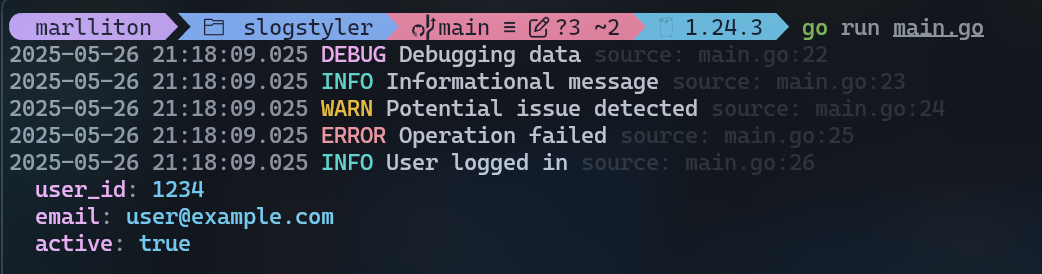 marlliton slogstyler main ≡ ?3 ~2 1.24.3 go run main.go
2025-05-26 21:18:09.025 DEBUG Debugging data source: main.go:22
2025-05-26 21:18:09.025 INFO Informational message source: main.go:23
2025-05-26 21:18:09.025 WARN Potential issue detected source: main.go:24
2025-05-26 21:18:09.025 ERROR Operation failed source: main.go:25
2025-05-26 21:18:09.025 INFO User logged in source: main.go:26
user_id: 1234
email: user@example.com
active: true